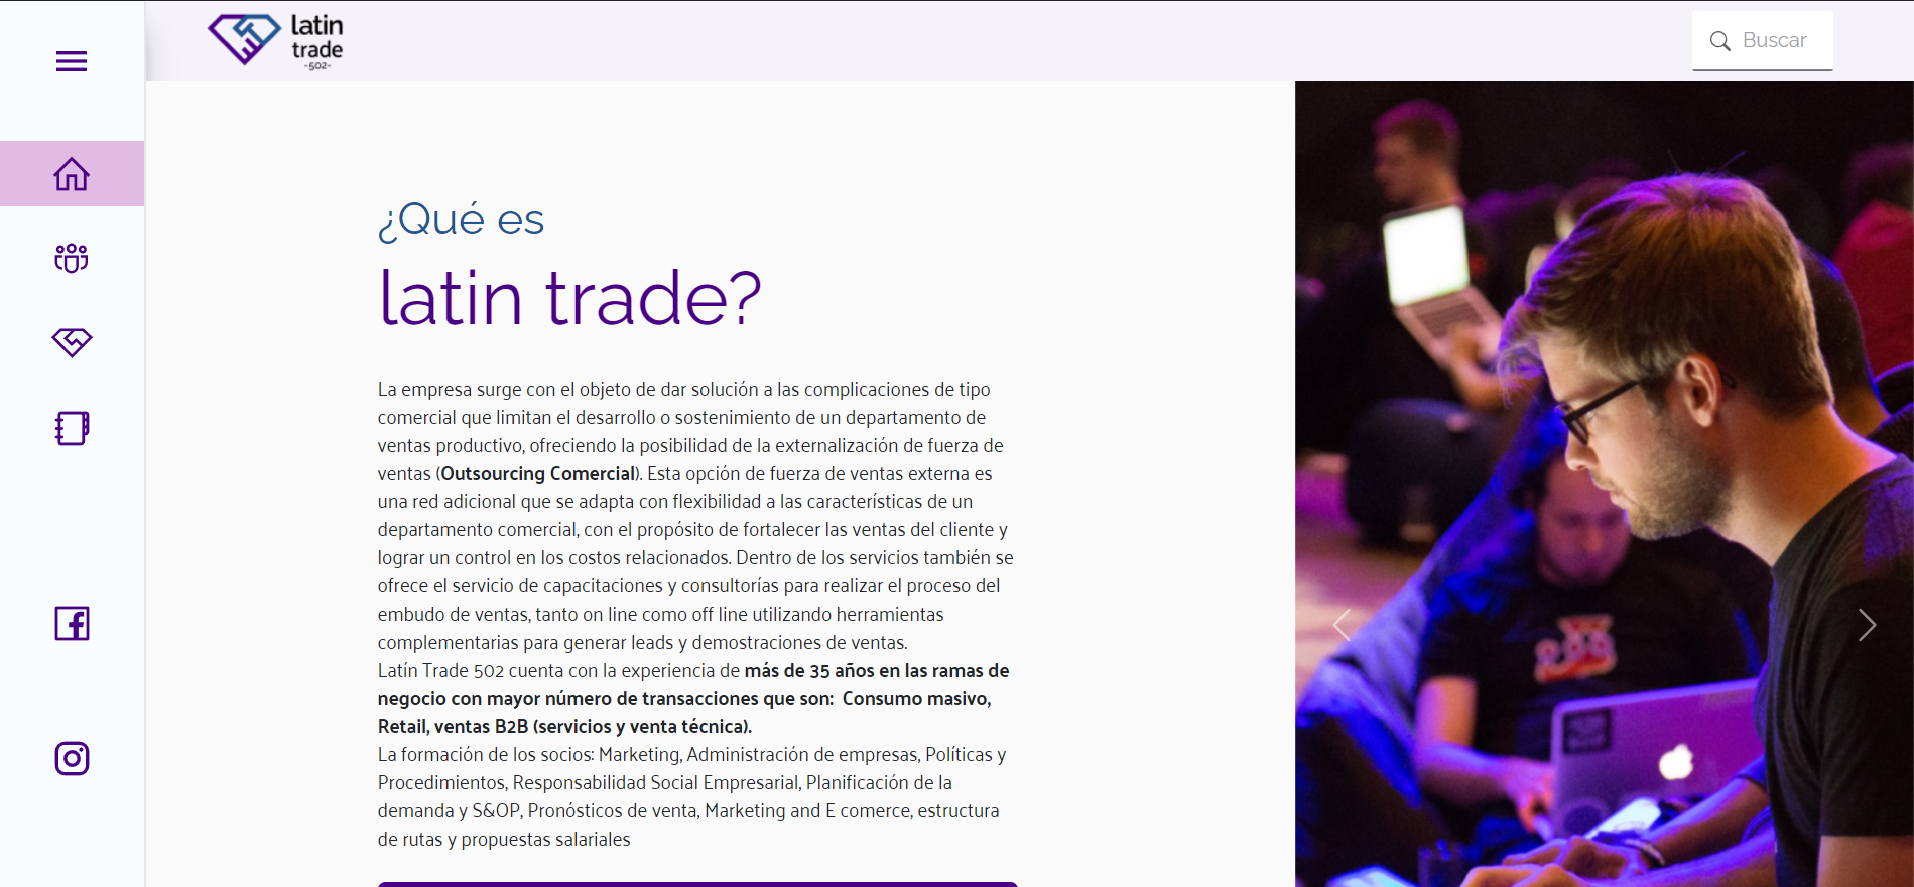 latin
trade
-502-
Buscar
¿Qué es
latin trade?
La empresa surge con el objeto de dar solución a las complicaciones de tipo
comercial que limitan el desarrollo o sostenimiento de un departamento de
ventas productivo, ofreciendo la posibilidad de la externalización de fuerza de
ventas (Outsourcing Comercial). Esta opción de fuerza de ventas externa es
una red adicional que se adapta con flexibilidad a las características de un
departamento comercial, con el propósito de fortalecer las ventas del cliente y
lograr un control en los costos relacionados. Dentro de los servicios también se
ofrece el servicio de capacitaciones y consultorías para realizar el proceso del
embudo de ventas, tanto on line como off line utilizando herramientas
complementarias para generar leads y demostraciones de ventas.
Latín Trade 502 cuenta con la experiencia de más de 35 años en las ramas de
negocio con mayor número de transacciones que son: Consumo masivo,
Retail, ventas B2B (servicios y venta técnica).
La formación de los socios: Marketing, Administración de empresas, Políticas y
Procedimientos, Responsabilidad Social Empresarial, Planificación de la
demanda y S&OP, Pronósticos de venta, Marketing and E comerce, estructura
de rutas y propuestas salariales